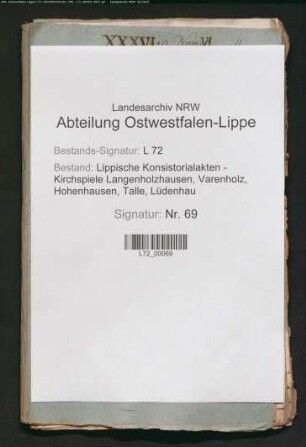 XXXVI
Landesarchiv NRW
Abteilung Ostwestfalen-Lippe
Bestands-Signatur: L 72
Bestand: Lippische Konsistorialakten -
Kirchspiele Langenholzhausen, Varenholz,
Hohenhausen, Talle, Lüdenhau
Signatur: Nr. 69
L72_00069